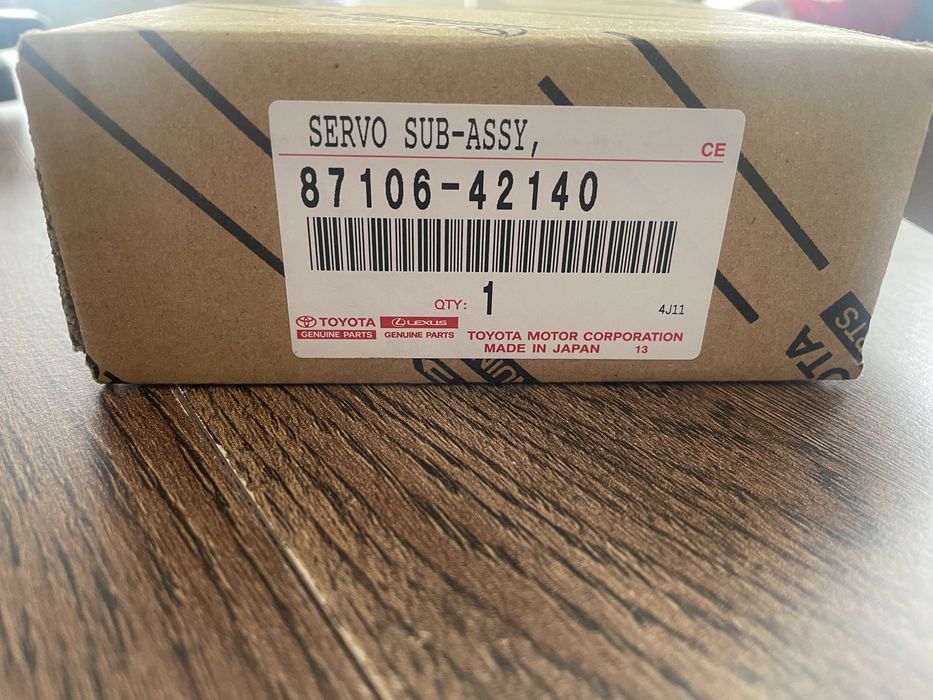 SERVO SUB-ASSY,
CE
87106-42140
QTY: 1
4J11
TOYOTA LEXUS
GENUINE PARTS GENUINE PARTS
TOYOTA MOTOR CORPORATION
MADE IN JAPAN 13